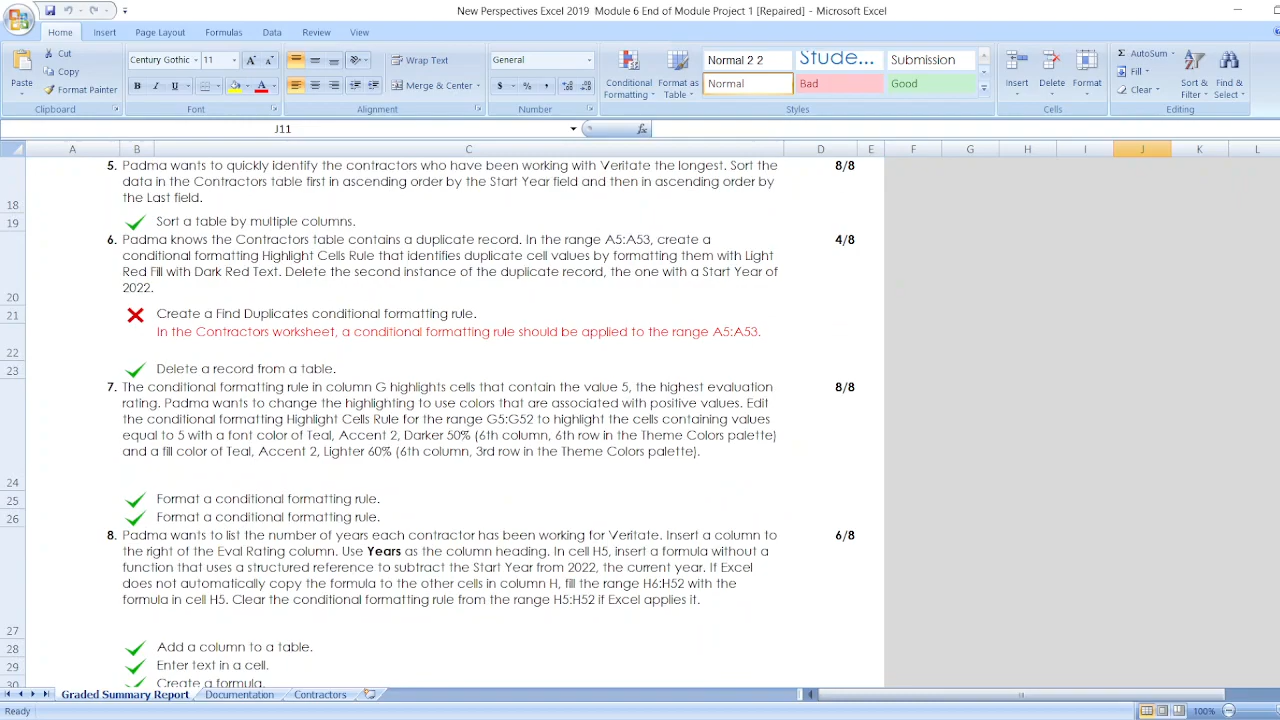 New Perspectives Excel 2019  Module 6 End of Module Project 1 [Repaired] - Microsoft Excel
Home Insert Page Layout Formulas Data Review View
Paste Cut Copy Format Painter Clipboard
Century Gothic 11 A A B I U A Font
Wrap Text Merge & Center Alignment
General $ % , Number
Conditional Formatting Format as Table Normal 2 2 Stude... Submission Normal Bad Good Styles
Insert Delete Format Cells
Σ AutoSum Fill Clear Sort & Filter Find & Select Editing
J11 fx
A B C D E F G H I J K L
5. Padma wants to quickly identify the contractors who have been working with Veritate the longest. Sort the 8/8
data in the Contractors table first in ascending order by the Start Year field and then in ascending order by
18 the Last field.
19 Sort a table by multiple columns.
6. Padma knows the Contractors table contains a duplicate record. In the range A5:A53, create a 4/8
conditional formatting Highlight Cells Rule that identifies duplicate cell values by formatting them with Light
Red Fill with Dark Red Text. Delete the second instance of the duplicate record, the one with a Start Year of
20 2022.
21 Create a Find Duplicates conditional formatting rule.
In the Contractors worksheet, a conditional formatting rule should be applied to the range A5:A53.
22
23 Delete a record from a table.
7. The conditional formatting rule in column G highlights cells that contain the value 5, the highest evaluation 8/8
rating. Padma wants to change the highlighting to use colors that are associated with positive values. Edit
the conditional formatting Highlight Cells Rule for the range G5:G52 to highlight the cells containing values
equal to 5 with a font color of Teal, Accent 2, Darker 50% (6th column, 6th row in the Theme Colors palette)
and a fill color of Teal, Accent 2, Lighter 60% (6th column, 3rd row in the Theme Colors palette).
24
25 Format a conditional formatting rule.
26 Format a conditional formatting rule.
8. Padma wants to list the number of years each contractor has been working for Veritate. Insert a column to 6/8
the right of the Eval Rating column. Use Years as the column heading. In cell H5, insert a formula without a
function that uses a structured reference to subtract the Start Year from 2022, the current year. If Excel
does not automatically copy the formula to the other cells in column H, fill the range H6:H52 with the
formula in cell H5. Clear the conditional formatting rule from the range H5:H52 if Excel applies it.
27
28 Add a column to a table.
29 Enter text in a cell.
30 Create a formula.
Graded Summary Report Documentation Contractors
Ready 100%